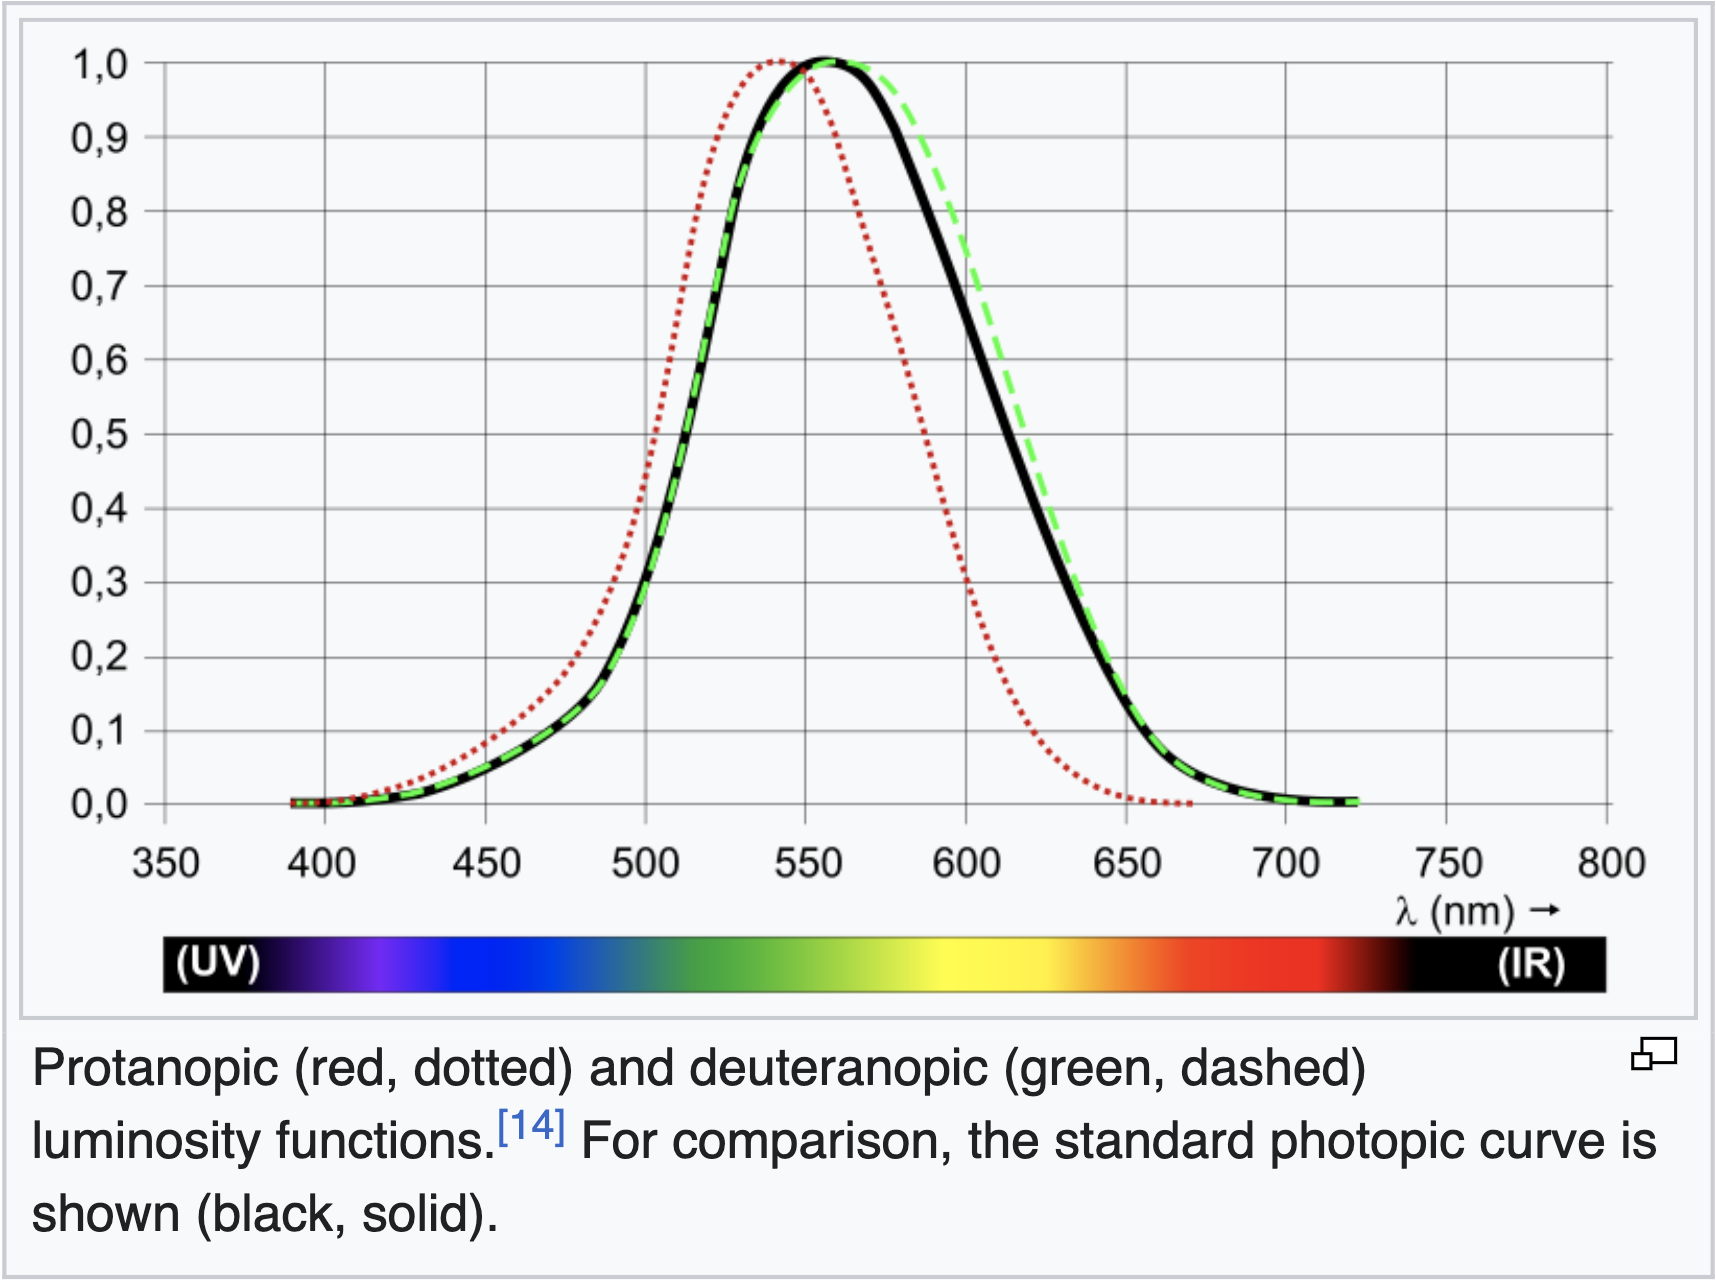 1,0
0,9
0,8
0,7
0,6
0,5
0,4
0,3
0,2
0,1
0,0
350 400 450 500 550 600 650 700 750 800
λ (nm) →
(UV) (IR)
Protanopic (red, dotted) and deuteranopic (green, dashed)
luminosity functions.[14] For comparison, the standard photopic curve is
shown (black, solid).